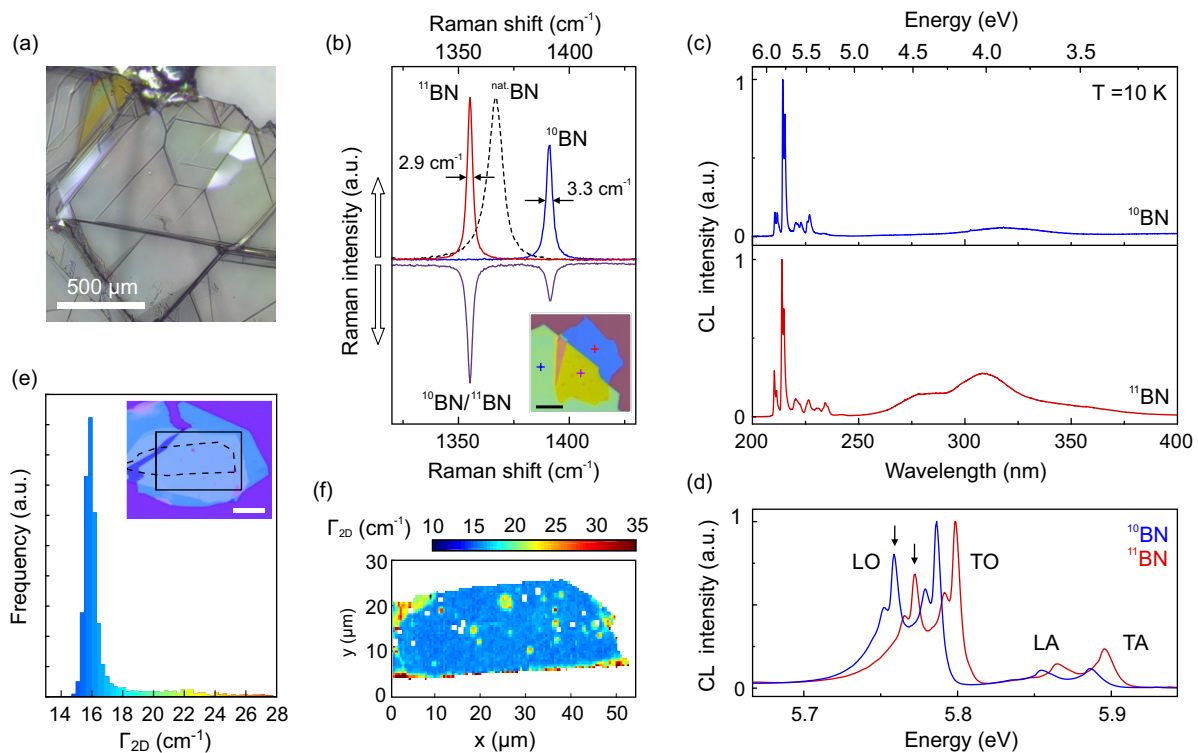 (a)
500 µm
(b)
Raman shift (cm⁻¹)
1350 1400
¹¹BN
nat.BN
¹⁰BN
2.9 cm⁻¹
3.3 cm⁻¹
Raman intensity (a.u.)
¹⁰BN/¹¹BN
1350 1400
Raman shift (cm⁻¹)
(c)
Energy (eV)
6.0 5.5 5.0 4.5 4.0 3.5
1
T =10 K
¹⁰BN
0
CL intensity (a.u.)
1
¹¹BN
0
200 250 300 350 400
Wavelength (nm)
(d)
1
¹⁰BN
¹¹BN
LO
TO
LA
TA
CL intensity (a.u.)
0
5.7 5.8 5.9
Energy (eV)
(e)
Frequency (a.u.)
13 16 20 24 28
Γ₂D (cm⁻¹)
(f)
Γ₂D (cm⁻¹)
10 15 20 25 30 35
30
20
10
0
y (µm)
0 10 20 30 40 50
x (µm)